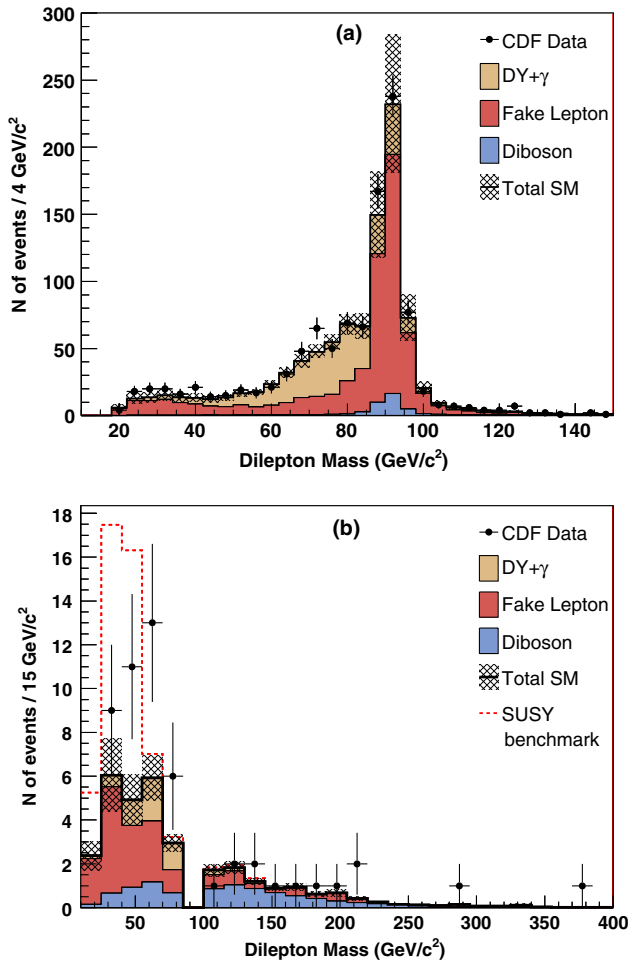 (a)
300
250
200
150
100
50
0
N of events / 4 GeV/c²
CDF Data
DY+γ
Fake Lepton
Diboson
Total SM
20 40 60 80 100 120 140
Dilepton Mass (GeV/c²)
(b)
18
16
14
12
10
8
6
4
2
0
N of events / 15 GeV/c²
CDF Data
DY+γ
Fake Lepton
Diboson
Total SM
SUSY
benchmark
50 100 150 200 250 300 350 400
Dilepton Mass (GeV/c²)